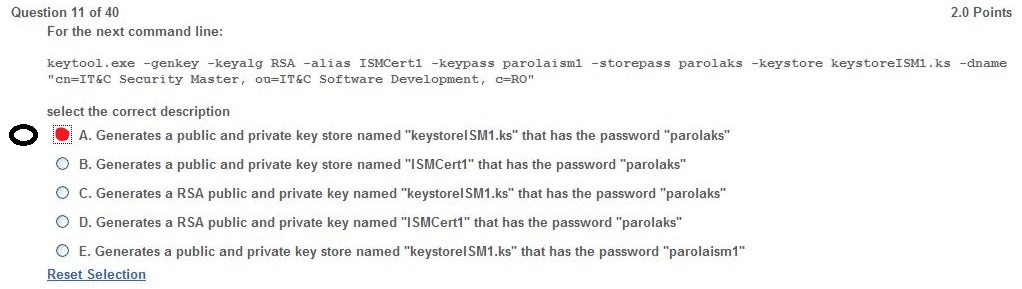 Question 11 of 40 2.0 Points
For the next command line:
keytool.exe -genkey -keyalg RSA -alias ISMCert1 -keypass parolaism1 -storepass parolaks -keystore keystoreISM1.ks -dname
"cn=IT&C Security Master, ou=IT&C Software Development, c=RO"
select the correct description
A. Generates a public and private key store named "keystoreISM1.ks" that has the password "parolaks"
B. Generates a public and private key store named "ISMCert1" that has the password "parolaks"
C. Generates a RSA public and private key named "keystoreISM1.ks" that has the password "parolaks"
D. Generates a RSA public and private key named "ISMCert1" that has the password "parolaks"
E. Generates a public and private key store named "keystoreISM1.ks" that has the password "parolaism1"
Reset Selection